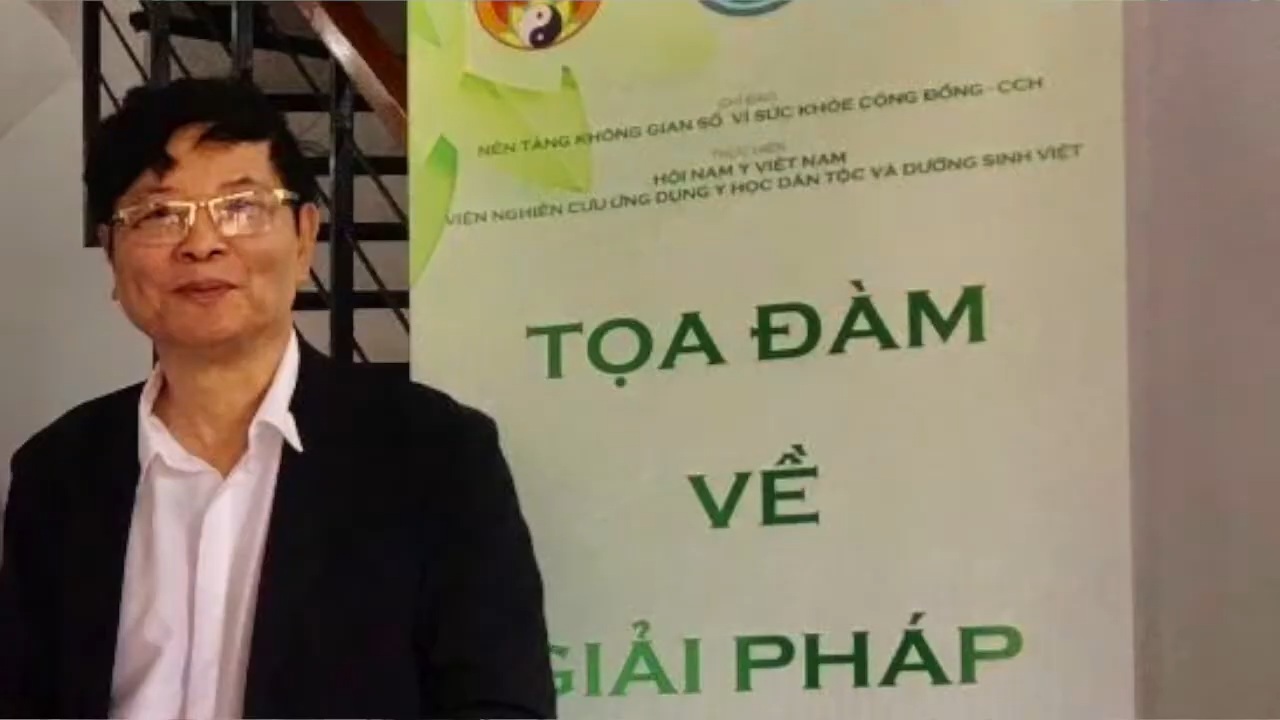 CHỈ ĐẠO
NỀN TẢNG KHÔNG GIAN SỐ VÌ SỨC KHỎE CỘNG ĐỒNG - CCH
THỰC HIỆN
HỘI NAM Y VIỆT NAM
VIỆN NGHIÊN CỨU ỨNG DỤNG Y HỌC DÂN TỘC VÀ DƯỠNG SINH VIỆT
TỌA ĐÀM
VỀ
GIẢI PHÁP